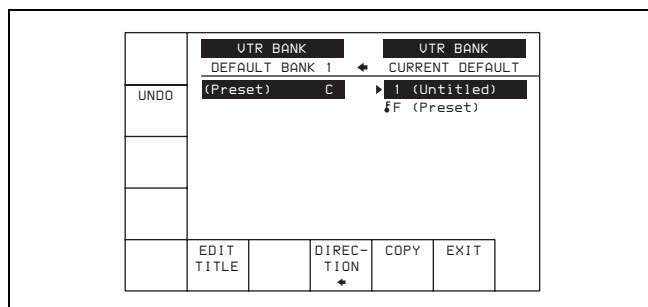 VTR BANK VTR BANK
DEFAULT BANK 1 ← CURRENT DEFAULT
UNDO (Preset) C ▶ 1 (Untitled)
F (Preset)
EDIT TITLE
DIREC-TION ←
COPY
EXIT